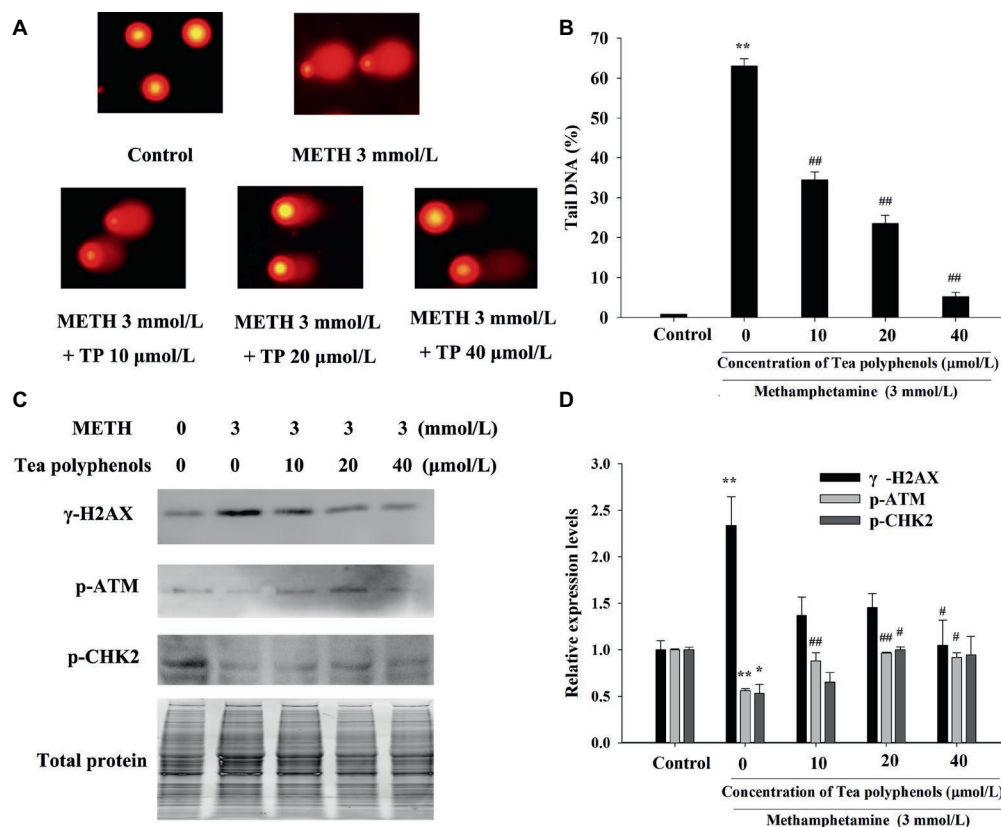 A
Control
METH 3 mmol/L
METH 3 mmol/L
+ TP 10 μmol/L
METH 3 mmol/L
+ TP 20 μmol/L
METH 3 mmol/L
+ TP 40 μmol/L
B
Tail DNA (%)
70
60
50
40
30
20
10
0
**
##
##
##
Control
0
10
20
40
Concentration of Tea polyphenols (μmol/L)
Methamphetamine (3 mmol/L)
C
METH 0 3 3 3 3 (mmol/L)
Tea polyphenols 0 0 10 20 40 (μmol/L)
γ-H2AX
p-ATM
p-CHK2
Total protein
D
Relative expression levels
3.0
2.5
2.0
1.5
1.0
0.5
0.0
γ -H2AX
p-ATM
p-CHK2
**
** *
##
## #
#
#
Control
0
10
20
40
Concentration of Tea polyphenols (μmol/L)
Methamphetamine (3 mmol/L)